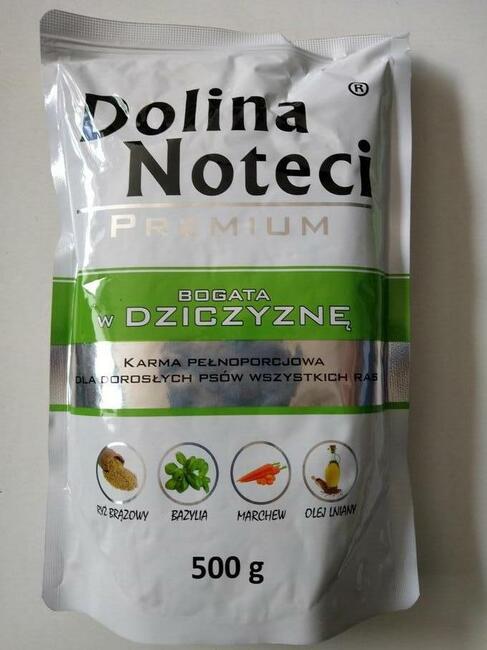 Dolina
Noteci®
PREMIUM
BOGATA
W DZICZYZNĘ
KARMA PEŁNOPORCJOWA
DLA DOROSŁYCH PSÓW WSZYSTKICH RAS
RYŻ BRĄZOWY BAZYLIA MARCHEW OLEJ LNIANY
500 g